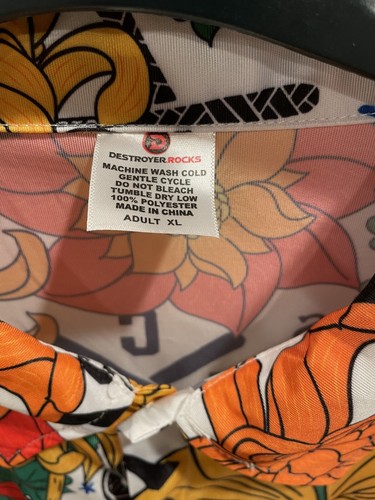 DESTROYER.ROCKS
MACHINE WASH COLD
GENTLE CYCLE
DO NOT BLEACH
TUMBLE DRY LOW
100% POLYESTER
MADE IN CHINA
ADULT XL